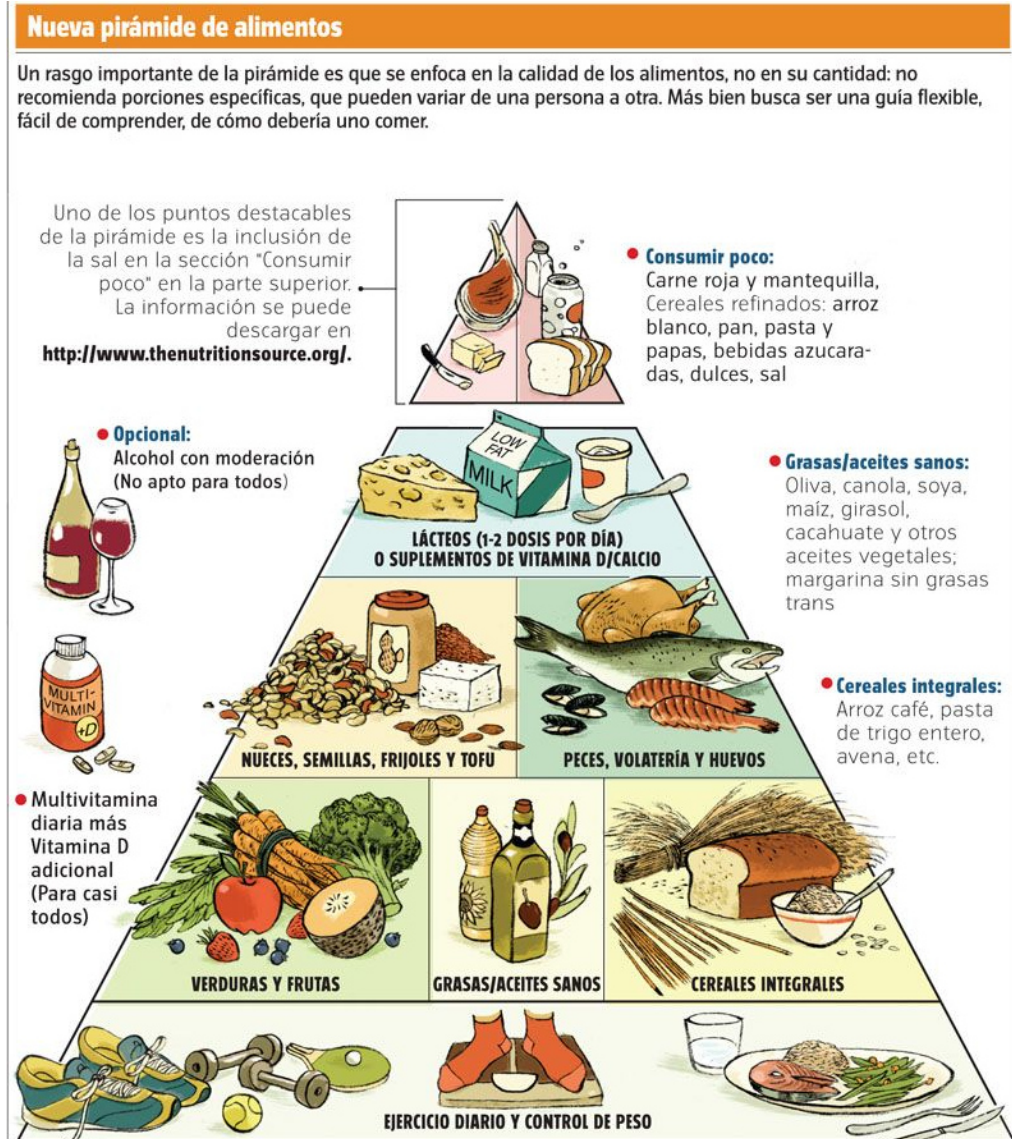 Nueva pirámide de alimentos
Un rasgo importante de la pirámide es que se enfoca en la calidad de los alimentos, no en su cantidad: no
recomienda porciones específicas, que pueden variar de una persona a otra. Más bien busca ser una guía flexible,
fácil de comprender, de cómo debería uno comer.
Uno de los puntos destacables
de la pirámide es la inclusión de
la sal en la sección "Consumir
poco" en la parte superior.
La información se puede
descargar en
http://www.thenutritionsource.org/.
Consumir poco:
Carne roja y mantequilla,
Cereales refinados: arroz
blanco, pan, pasta y
papas, bebidas azucara-
das, dulces, sal
Opcional:
Alcohol con moderación
(No apto para todos)
LOW
FAT
MILK
LÁCTEOS (1-2 DOSIS POR DÍA)
O SUPLEMENTOS DE VITAMINA D/CALCIO
Grasas/aceites sanos:
Oliva, canola, soya,
maíz, girasol,
cacahuate y otros
aceites vegetales;
margarina sin grasas
trans
MULTI-
VITAMIN
+D
NUECES, SEMILLAS, FRIJOLES Y TOFU
PECES, VOLATERÍA Y HUEVOS
Cereales integrales:
Arroz café, pasta
de trigo entero,
avena, etc.
Multivitamina
diaria más
Vitamina D
adicional
(Para casi
todos)
VERDURAS Y FRUTAS
GRASAS/ACEITES SANOS
CEREALES INTEGRALES
EJERCICIO DIARIO Y CONTROL DE PESO